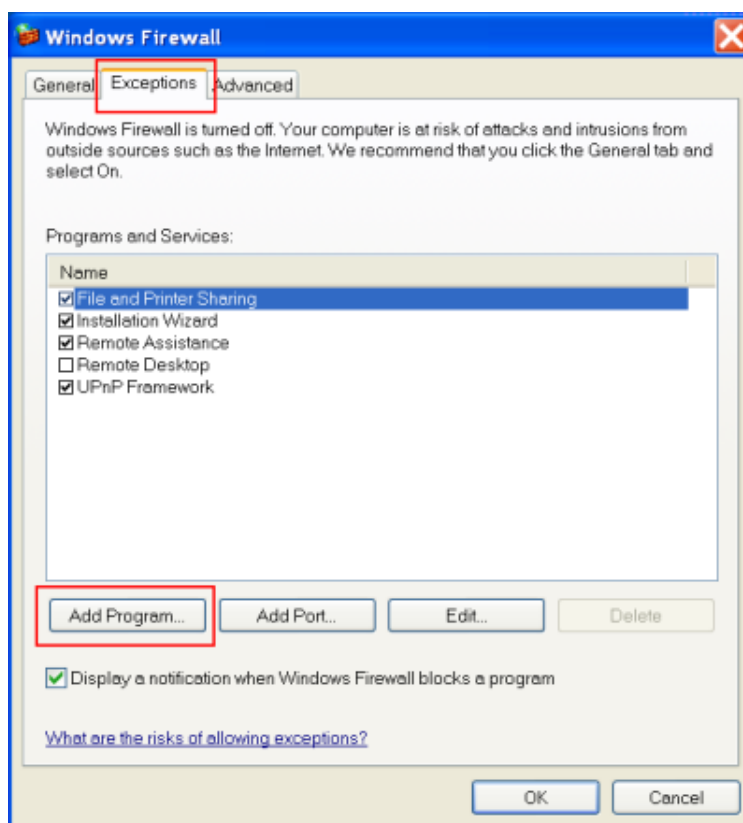 Windows Firewall
General Exceptions Advanced
Windows Firewall is turned off. Your computer is at risk of attacks and intrusions from
outside sources such as the Internet. We recommend that you click the General tab and
select On.
Programs and Services:
Name
File and Printer Sharing
Installation Wizard
Remote Assistance
Remote Desktop
UPnP Framework
Add Program... Add Port... Edit... Delete
Display a notification when Windows Firewall blocks a program
What are the risks of allowing exceptions?
OK Cancel